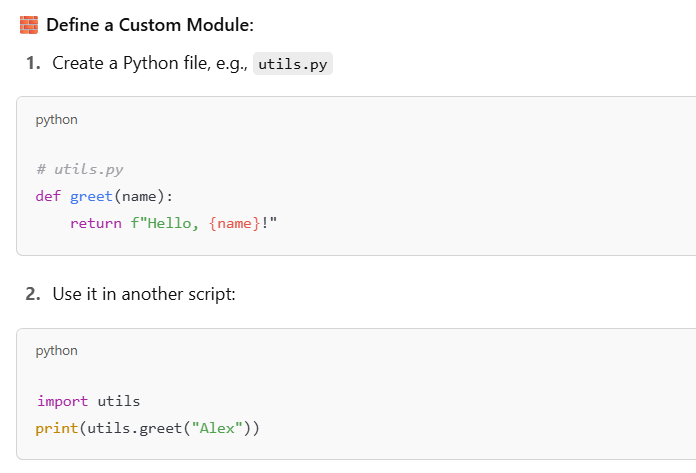 🧱 Define a Custom Module:
1. Create a Python file, e.g., utils.py
python
# utils.py
def greet(name):
    return f"Hello, {name}!"
2. Use it in another script:
python
import utils
print(utils.greet("Alex"))